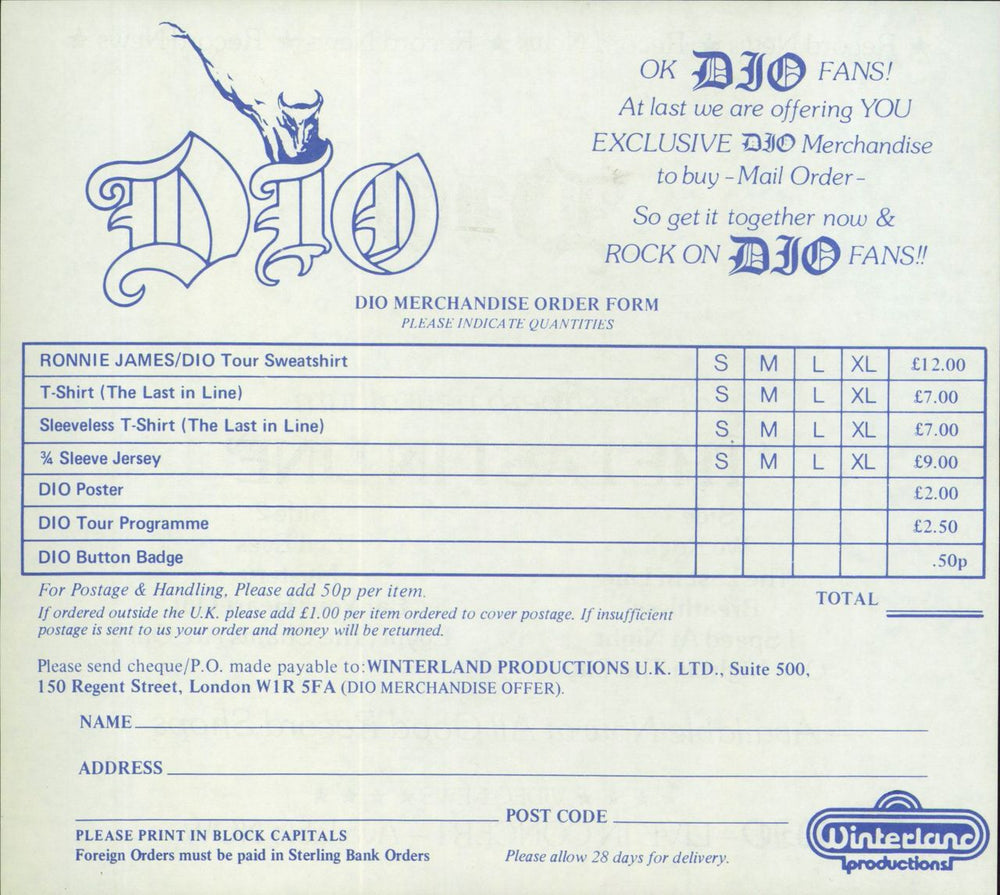 DIO
OK DIO FANS!
At last we are offering YOU
EXCLUSIVE DIO Merchandise
to buy - Mail Order -
So get it together now &
ROCK ON DIO FANS!!
DIO MERCHANDISE ORDER FORM
PLEASE INDICATE QUANTITIES
RONNIE JAMES/DIO Tour Sweatshirt S M L XL £12.00
T-Shirt (The Last in Line) S M L XL £7.00
Sleeveless T-Shirt (The Last in Line) S M L XL £7.00
¾ Sleeve Jersey S M L XL £9.00
DIO Poster £2.00
DIO Tour Programme £2.50
DIO Button Badge .50p
For Postage & Handling, Please add 50p per item.
TOTAL
If ordered outside the U.K. please add £1.00 per item ordered to cover postage. If insufficient
postage is sent to us your order and money will be returned.
Please send cheque/P.O. made payable to: WINTERLAND PRODUCTIONS U.K. LTD., Suite 500,
150 Regent Street, London W1R 5FA (DIO MERCHANDISE OFFER).
NAME
ADDRESS
POST CODE
PLEASE PRINT IN BLOCK CAPITALS
Foreign Orders must be paid in Sterling Bank Orders
Please allow 28 days for delivery.
Winterland
productions